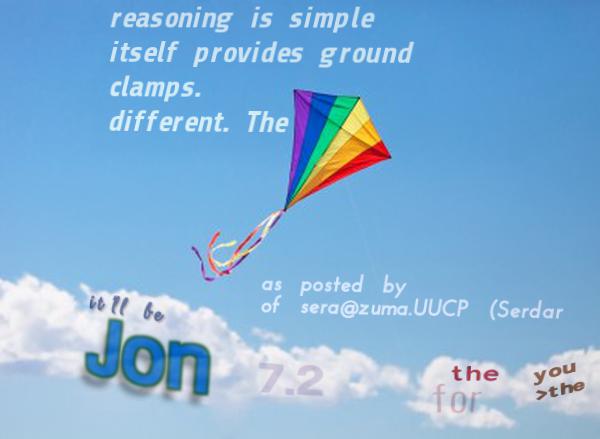 reasoning is simple
itself provides ground
clamps.
different. The
as posted by
of sera@zuma.UUCP (Serdar
it'll be
Jon
7.2
the
for
you
>the